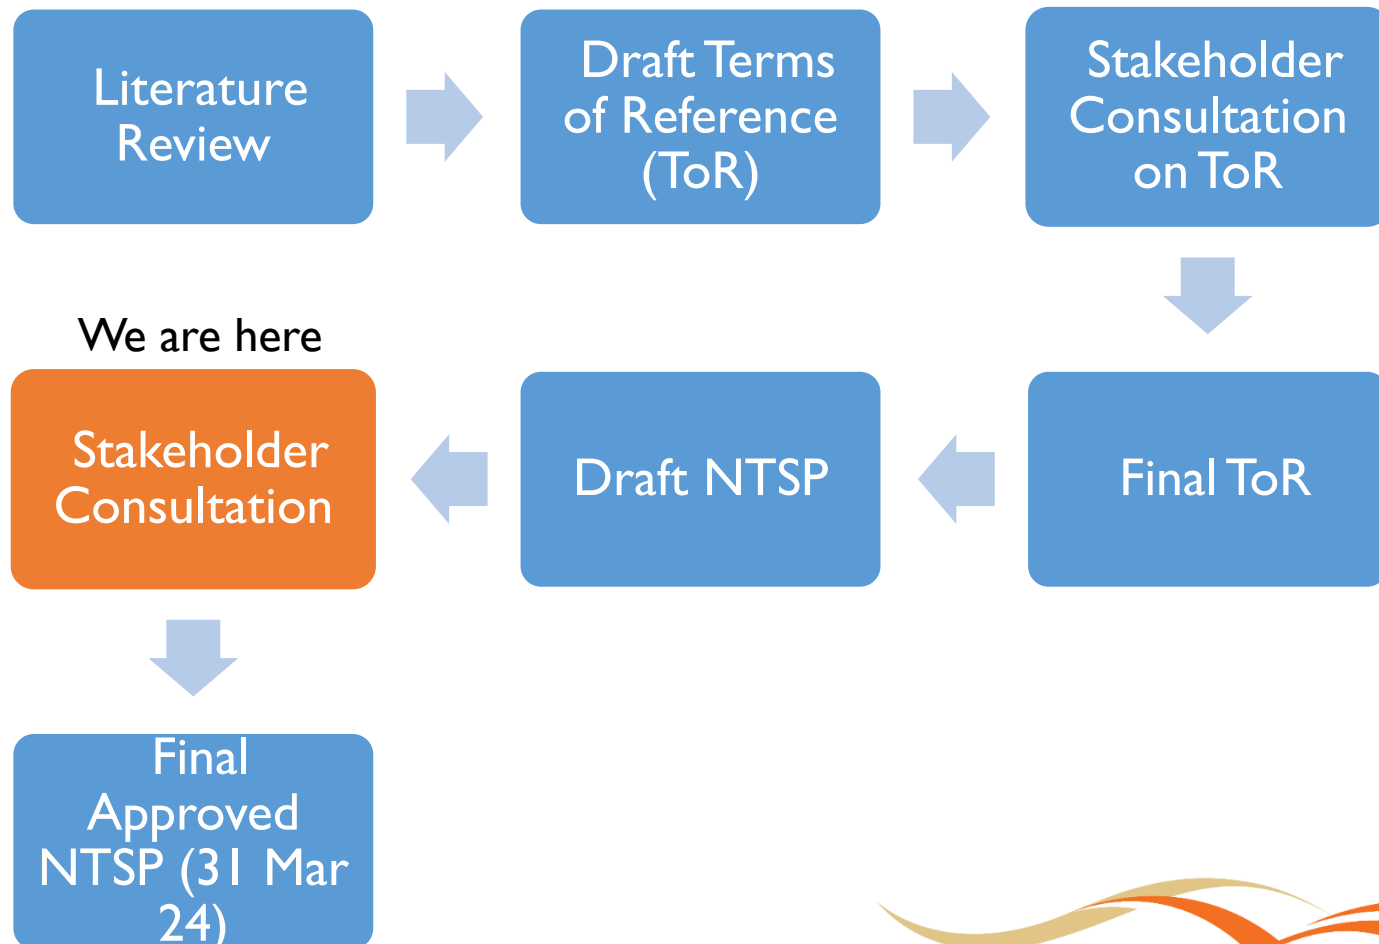 Literature
Review
Draft Terms
of Reference
(ToR)
Stakeholder
Consultation
on ToR
We are here
Stakeholder
Consultation
Draft NTSP
Final ToR
Final
Approved
NTSP (31 Mar
24)